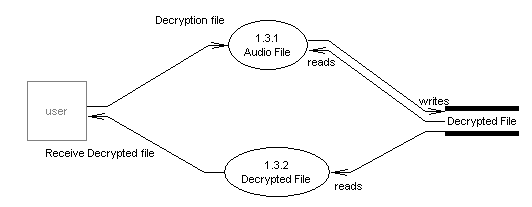 Decryption file
1.3.1
Audio File
reads
writes
user
Decrypted File
Receive Decrypted file
1.3.2
Decrypted File
reads